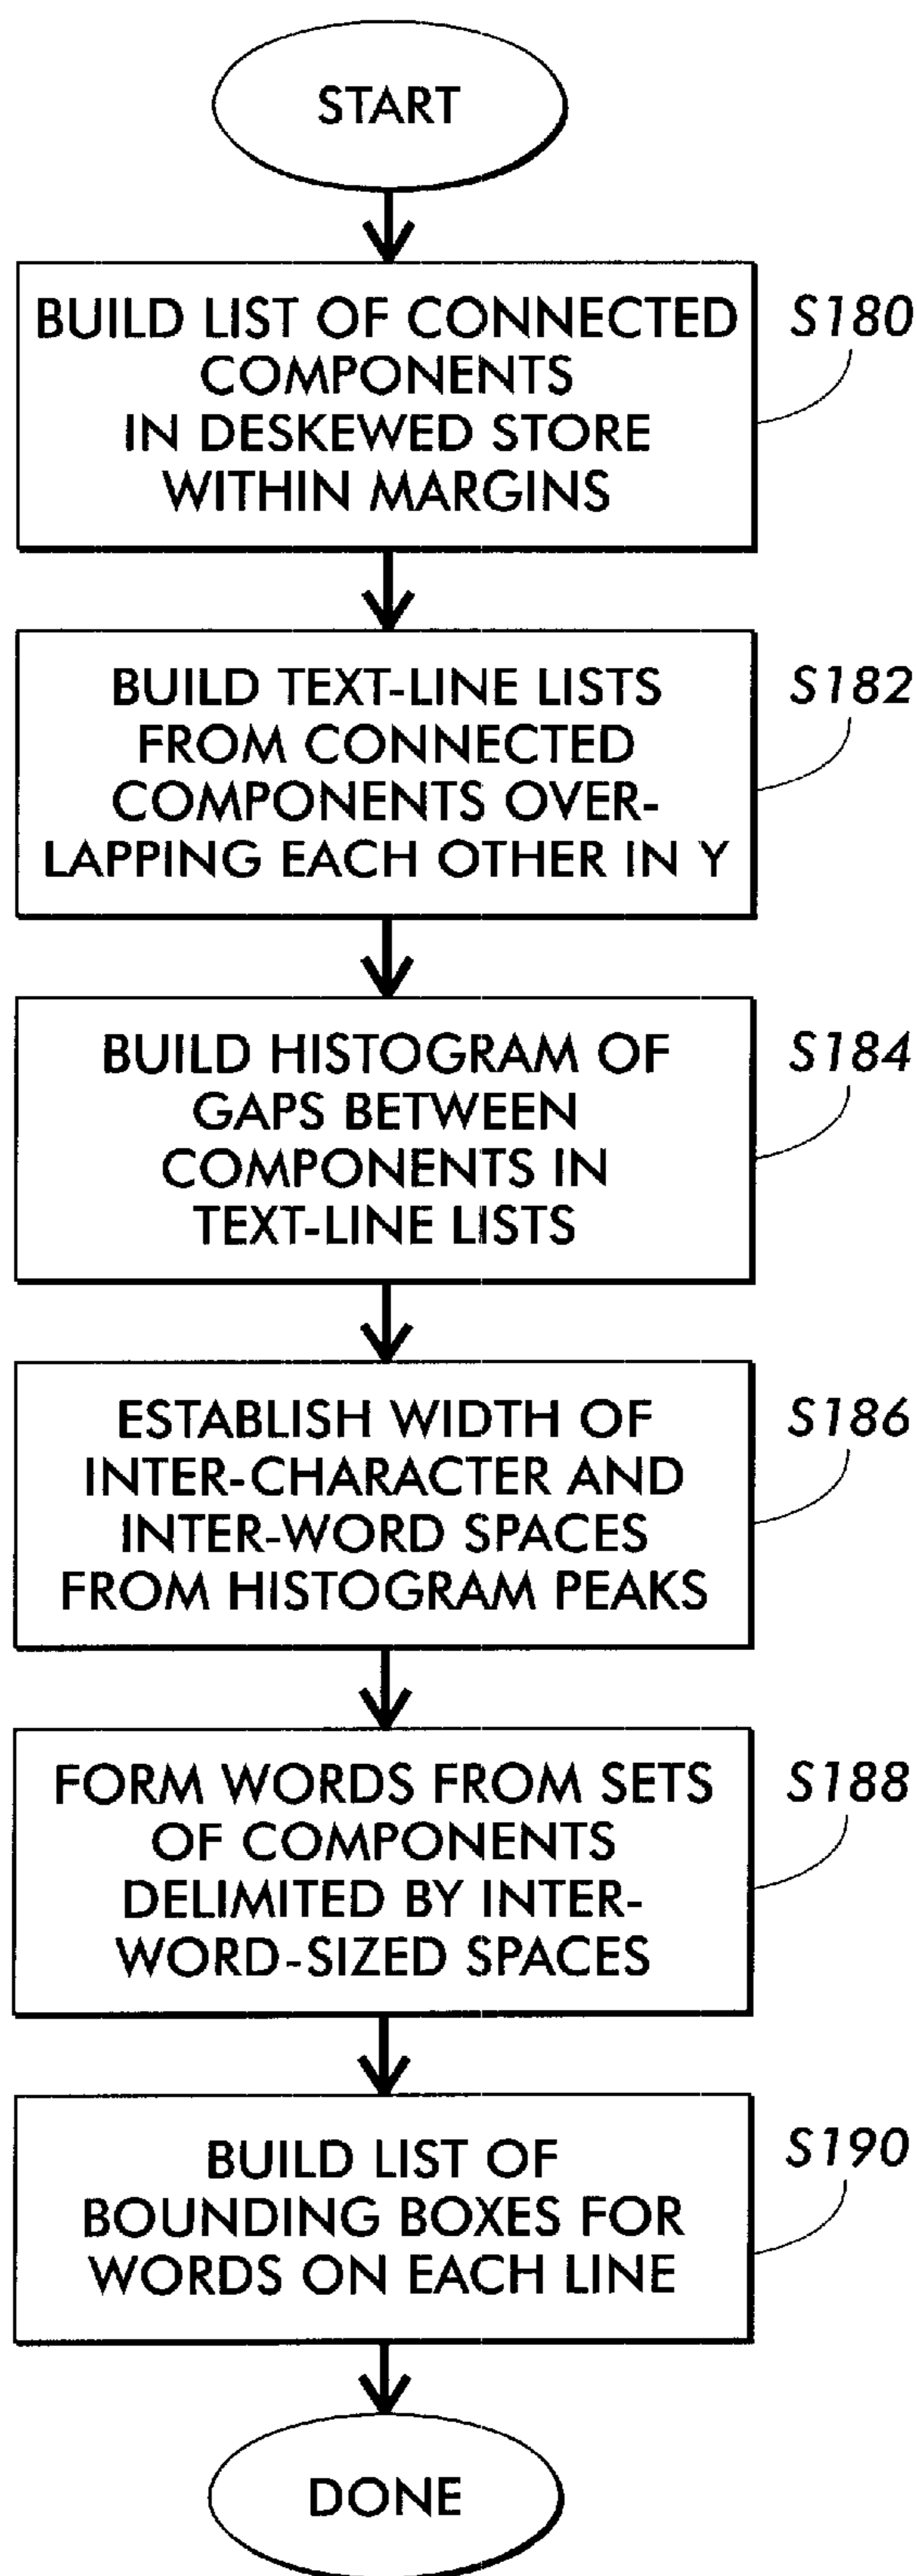 START
BUILD LIST OF CONNECTED
COMPONENTS
IN DESKEWED STORE
WITHIN MARGINS
S180
BUILD TEXT-LINE LISTS
FROM CONNECTED
COMPONENTS OVER-
LAPPING EACH OTHER IN Y
S182
BUILD HISTOGRAM OF
GAPS BETWEEN
COMPONENTS IN
TEXT-LINE LISTS
S184
ESTABLISH WIDTH OF
INTER-CHARACTER AND
INTER-WORD SPACES
FROM HISTOGRAM PEAKS
S186
FORM WORDS FROM SETS
OF COMPONENTS
DELIMITED BY INTER-
WORD-SIZED SPACES
S188
BUILD LIST OF
BOUNDING BOXES FOR
WORDS ON EACH LINE
S190
DONE